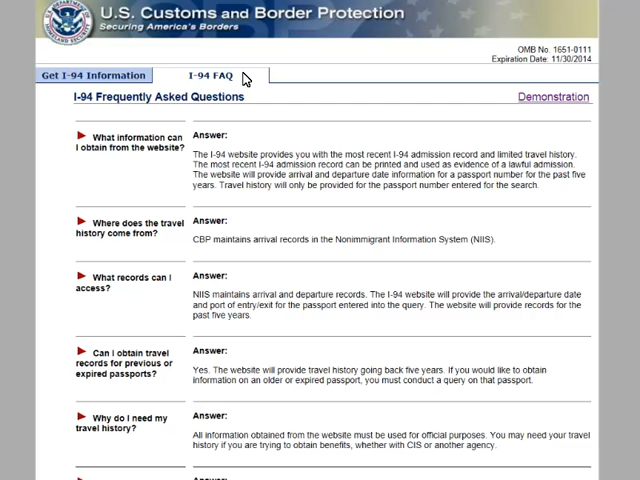 U.S. Customs and Border Protection
Securing America's Borders
OMB No. 1651-0111
Expiration Date: 11/30/2014
Get I-94 Information
I-94 FAQ
I-94 Frequently Asked Questions
Demonstration
What information can
I obtain from the website?
Answer:
The I-94 website provides you with the most recent I-94 admission record and limited travel history.
The most recent I-94 admission record can be printed and used as evidence of a lawful admission.
The website will provide arrival and departure date information for a passport number for the past five
years. Travel history will only be provided for the passport number entered for the search.
Where does the travel
history come from?
Answer:
CBP maintains arrival records in the Nonimmigrant Information System (NIIS).
What records can I
access?
Answer:
NIIS maintains arrival and departure records. The I-94 website will provide the arrival/departure date
and port of entry/exit for the passport entered into the query. The website will provide records for the
past five years.
Can I obtain travel
records for previous or
expired passports?
Answer:
Yes. The website will provide travel history going back five years. If you would like to obtain
information on an older or expired passport, you must conduct a query on that passport.
Why do I need my
travel history?
Answer:
All information obtained from the website must be used for official purposes. You may need your travel
history if you are trying to obtain benefits, whether with CIS or another agency.